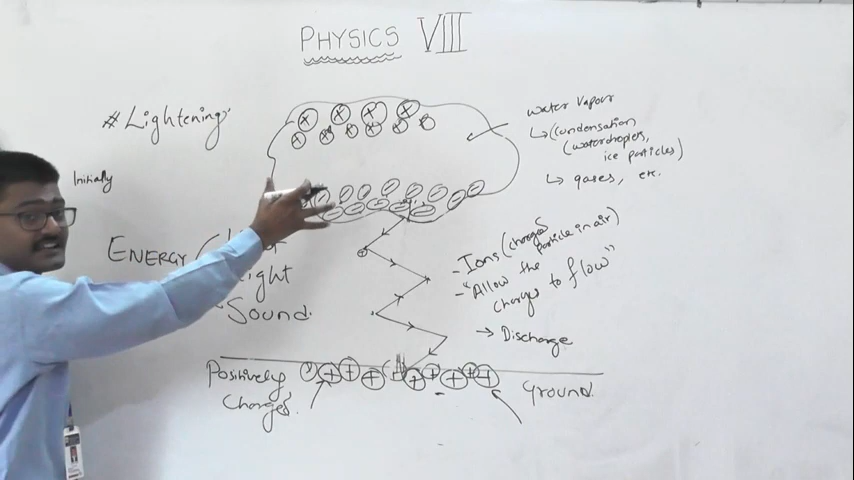 PHYSICS VIII
# Lightening
water vapour
↳ (condensation
(waterdroplets,
ice particles)
↳ gases, etc.
Initially
ENERGY
Light
Sound.
- Ions (charged
particle in air)
- "Allow the
charges to flow"
→ Discharge
Positively
Charged.
Ground.